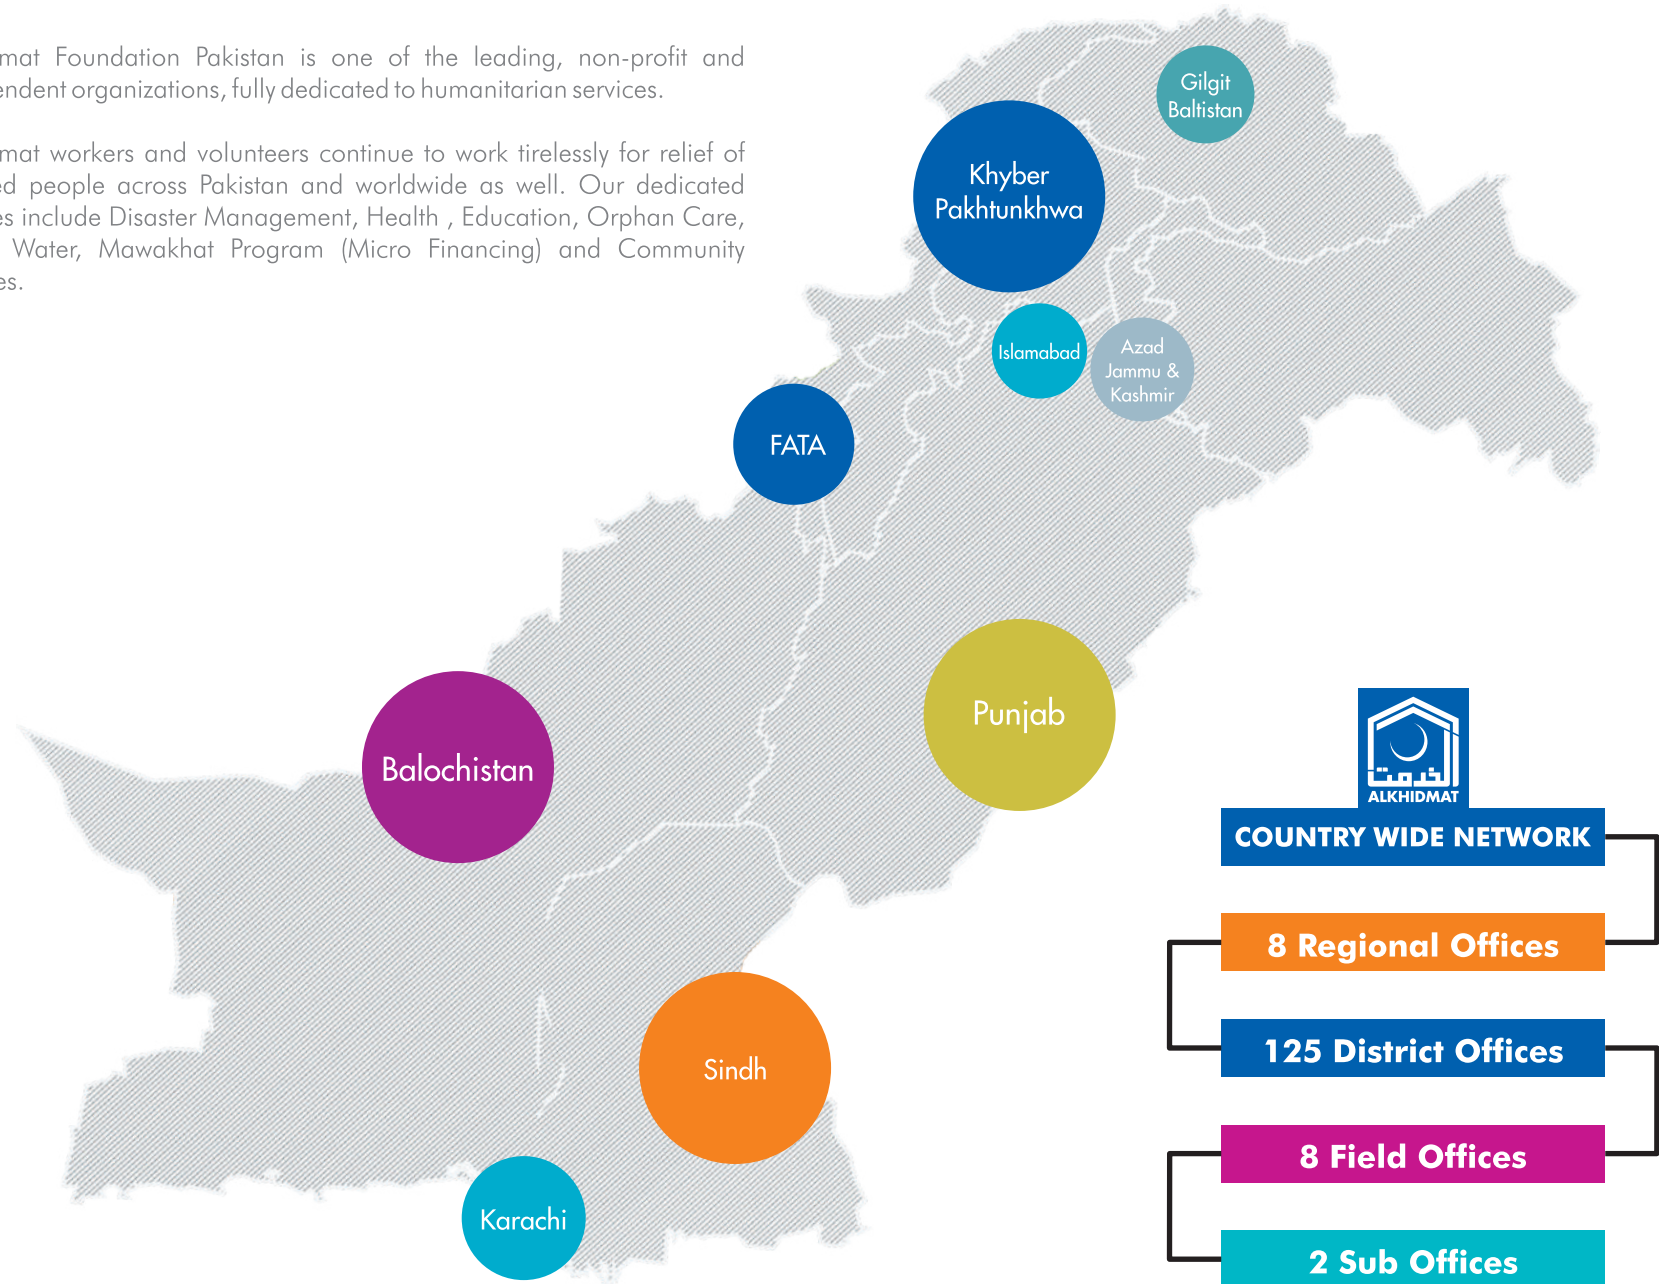 mat Foundation Pakistan is one of the leading, non-profit and
endent organizations, fully dedicated to humanitarian services.
mat workers and volunteers continue to work tirelessly for relief of
ed people across Pakistan and worldwide as well. Our dedicated
es include Disaster Management, Health , Education, Orphan Care,
Water, Mawakhat Program (Micro Financing) and Community
es.
Gilgit
Baltistan
Khyber
Pakhtunkhwa
Islamabad
Azad
Jammu &
Kashmir
FATA
Punjab
Balochistan
Sindh
Karachi
الخدمت
ALKHIDMAT
COUNTRY WIDE NETWORK
8 Regional Offices
125 District Offices
8 Field Offices
2 Sub Offices